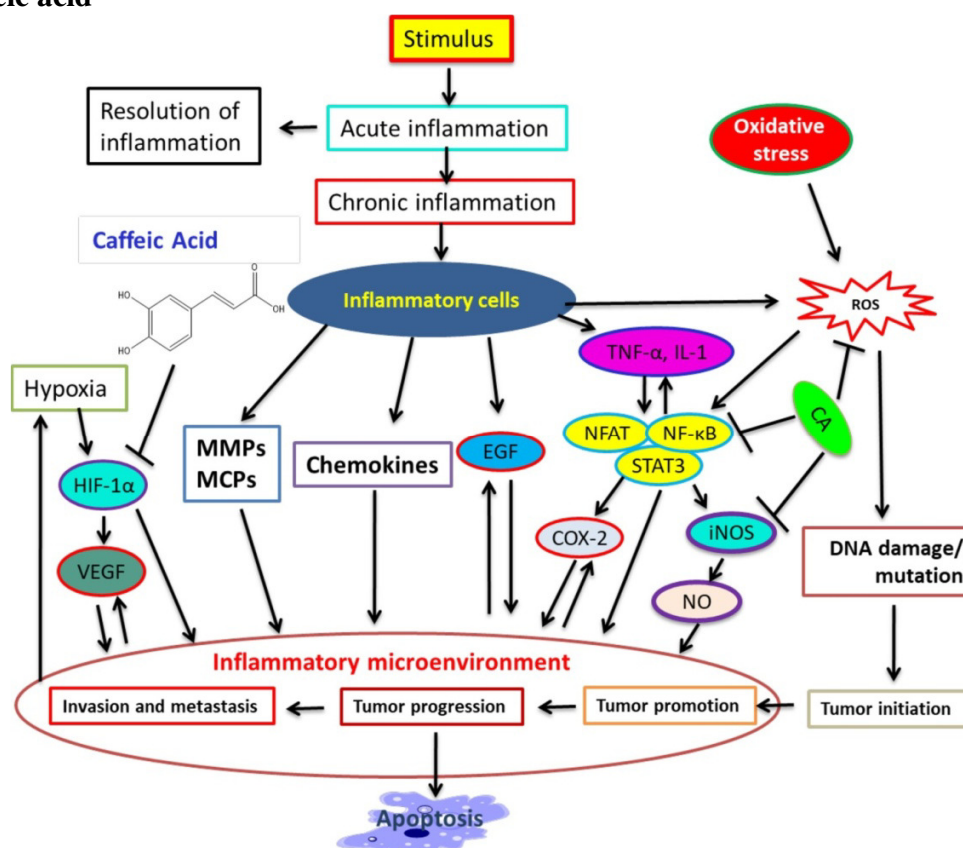 cic acid
Stimulus
Resolution of
inflammation
Acute inflammation
Oxidative
stress
Chronic inflammation
Caffeic Acid
Inflammatory cells
ROS
O
OH
HO
HO
TNF-α, IL-1
Hypoxia
CA
NFAT
NF-κB
MMPs
MCPs
Chemokines
EGF
STAT3
HIF-1α
COX-2
iNOS
DNA damage/
mutation
VEGF
NO
Inflammatory microenvironment
Invasion and metastasis
Tumor progression
Tumor promotion
Tumor initiation
Apoptosis